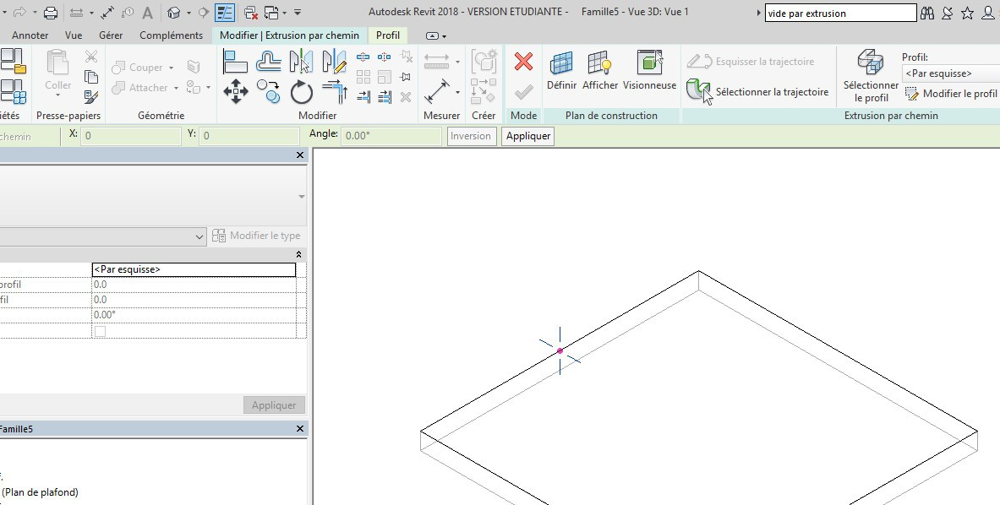 Autodesk Revit 2018 - VERSION ETUDIANTE - Famille5 - Vue 3D: Vue 1
vide par extrusion
Annoter Vue Gérer Compléments Modifier | Extrusion par chemin Profil
Coller
Couper
Attacher
Définir Afficher Visionneuse
Esquisser la trajectoire
Sélectionner la trajectoire
Sélectionner
le profil
Profil:
<Par esquisse>
Modifier le profil
iétés Presse-papiers Géométrie Modifier Mesurer Créer Mode Plan de construction Extrusion par chemin
chemin X: 0 Y: 0 Angle: 0.00° Inversion Appliquer
Modifier le type
<Par esquisse>
profil 0.0
fil 0.0
0.00°
Appliquer
Famille5
(Plan de plafond)